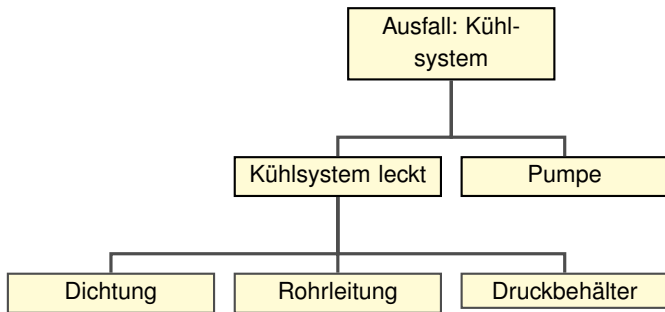 Ausfall: Kühl-
system
Kühlsystem leckt
Pumpe
Dichtung
Rohrleitung
Druckbehälter